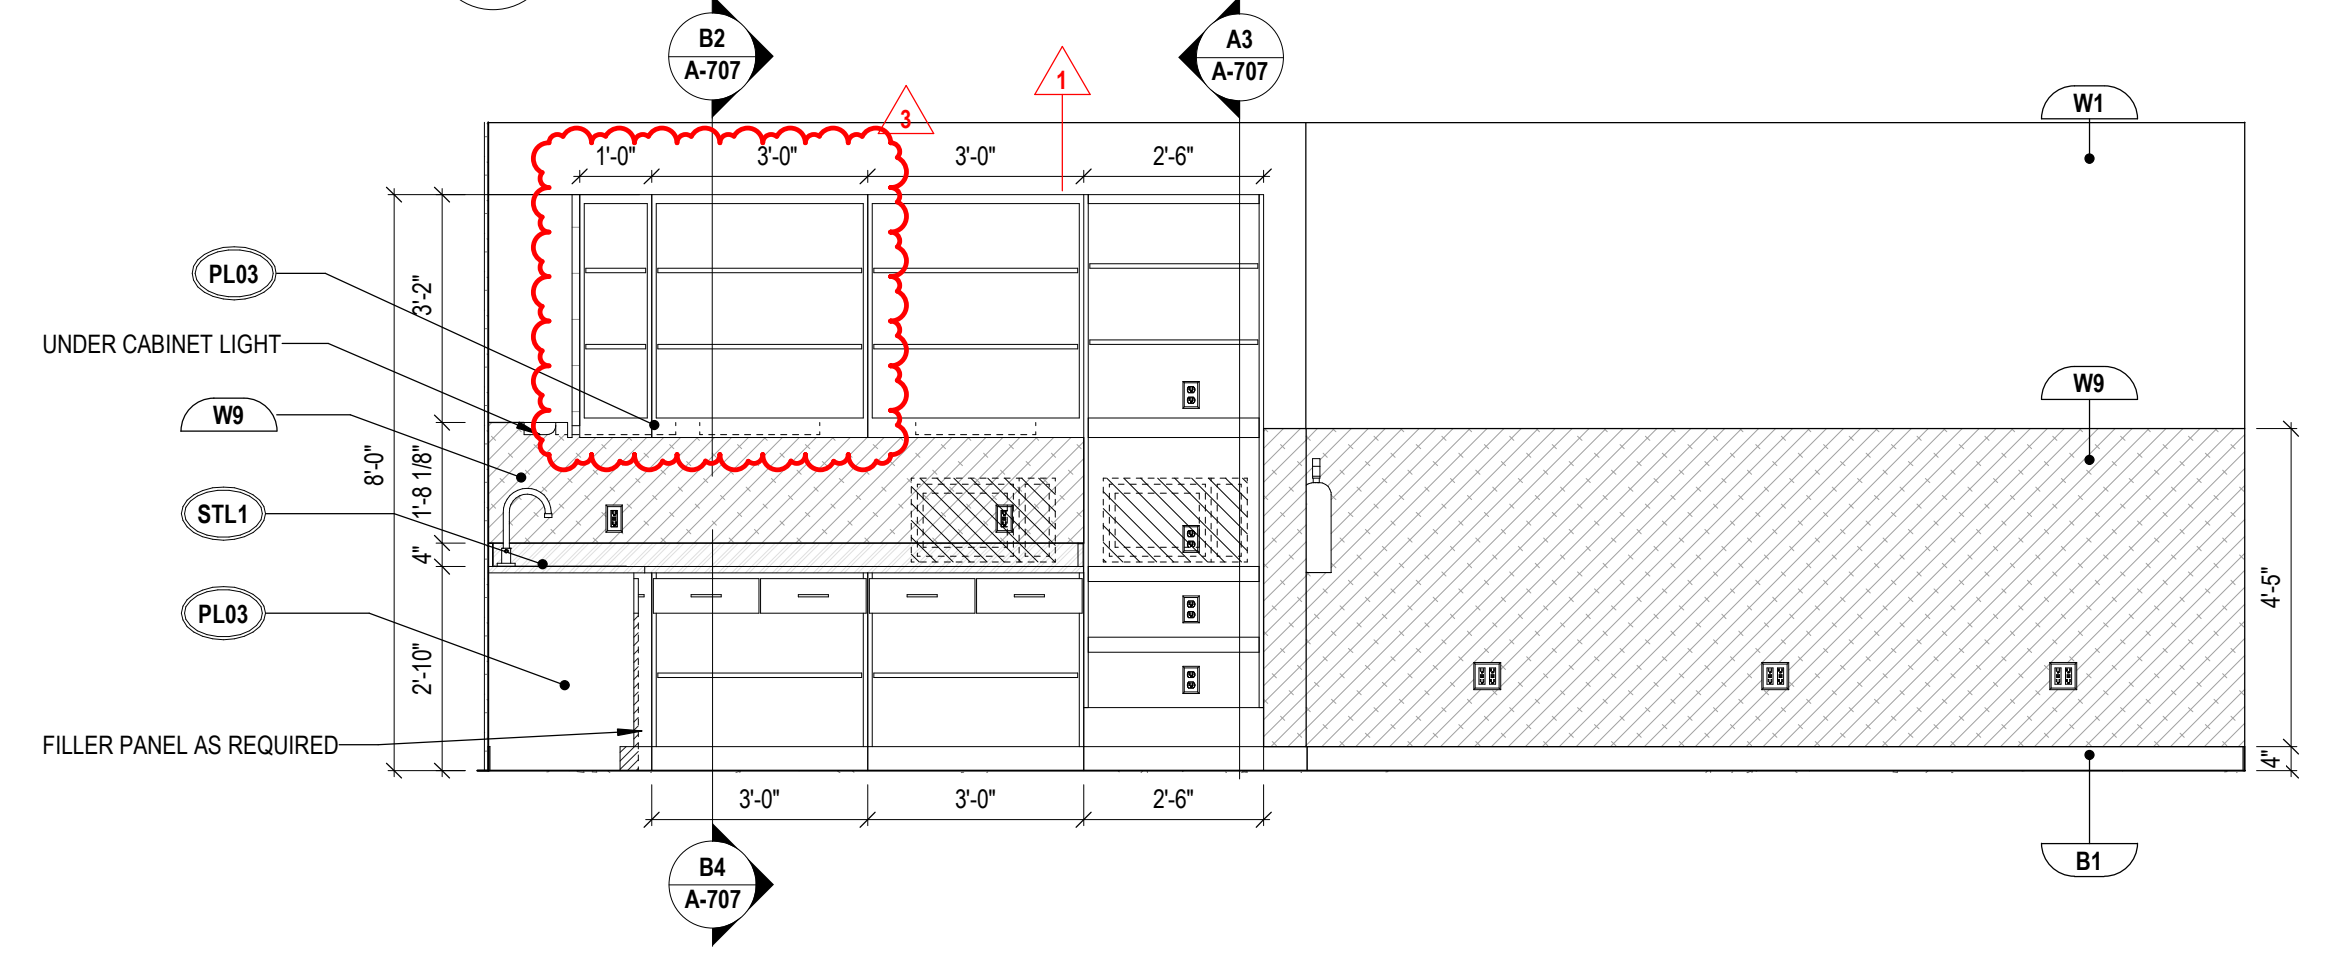 B2
A-707
A3
A-707
1
3
W1
1'-0"
3'-0"
3'-0"
2'-6"
PL03
3'-2"
UNDER CABINET LIGHT
W9
W9
8'-0"
1'-8 1/8"
STL1
4"
4'-5"
PL03
2'-10"
FILLER PANEL AS REQUIRED
4"
3'-0"
3'-0"
2'-6"
B4
A-707
B1